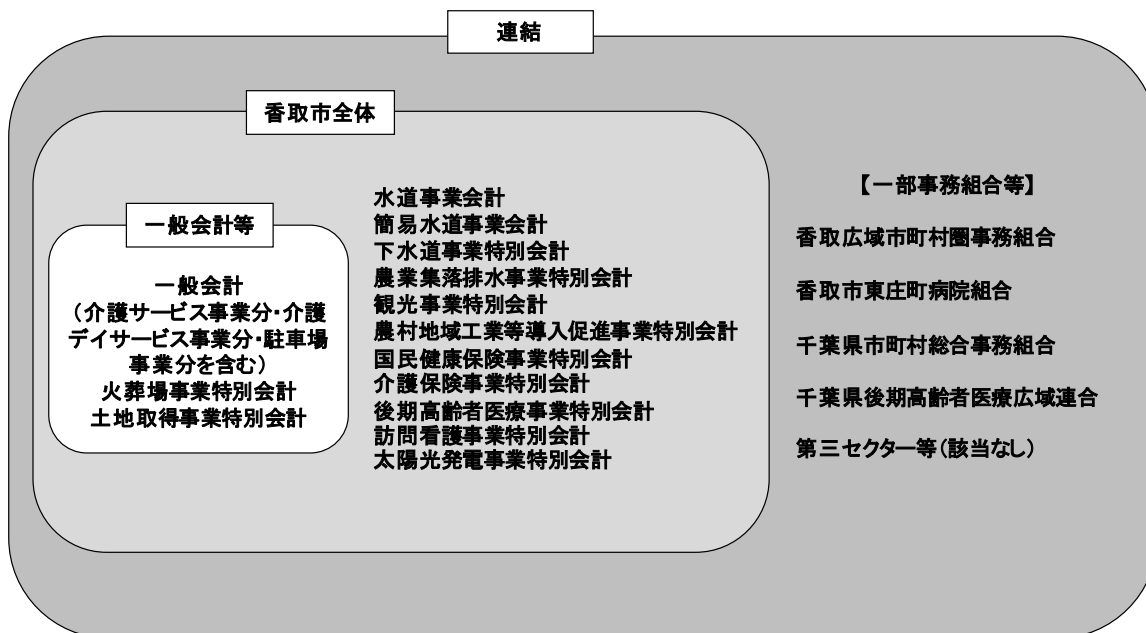 連結
香取市全体
一般会計等
一般会計
(介護サービス事業分・介護
デイサービス事業分・駐車場
事業分を含む)
火葬場事業特別会計
土地取得事業特別会計
水道事業会計
簡易水道事業会計
下水道事業特別会計
農業集落排水事業特別会計
観光事業特別会計
農村地域工業等導入促進事業特別会計
国民健康保険事業特別会計
介護保険事業特別会計
後期高齢者医療事業特別会計
訪問看護事業特別会計
太陽光発電事業特別会計
【一部事務組合等】
香取広域市町村圏事務組合
香取市東庄町病院組合
千葉県市町村総合事務組合
千葉県後期高齢者医療広域連合
第三セクター等(該当なし)